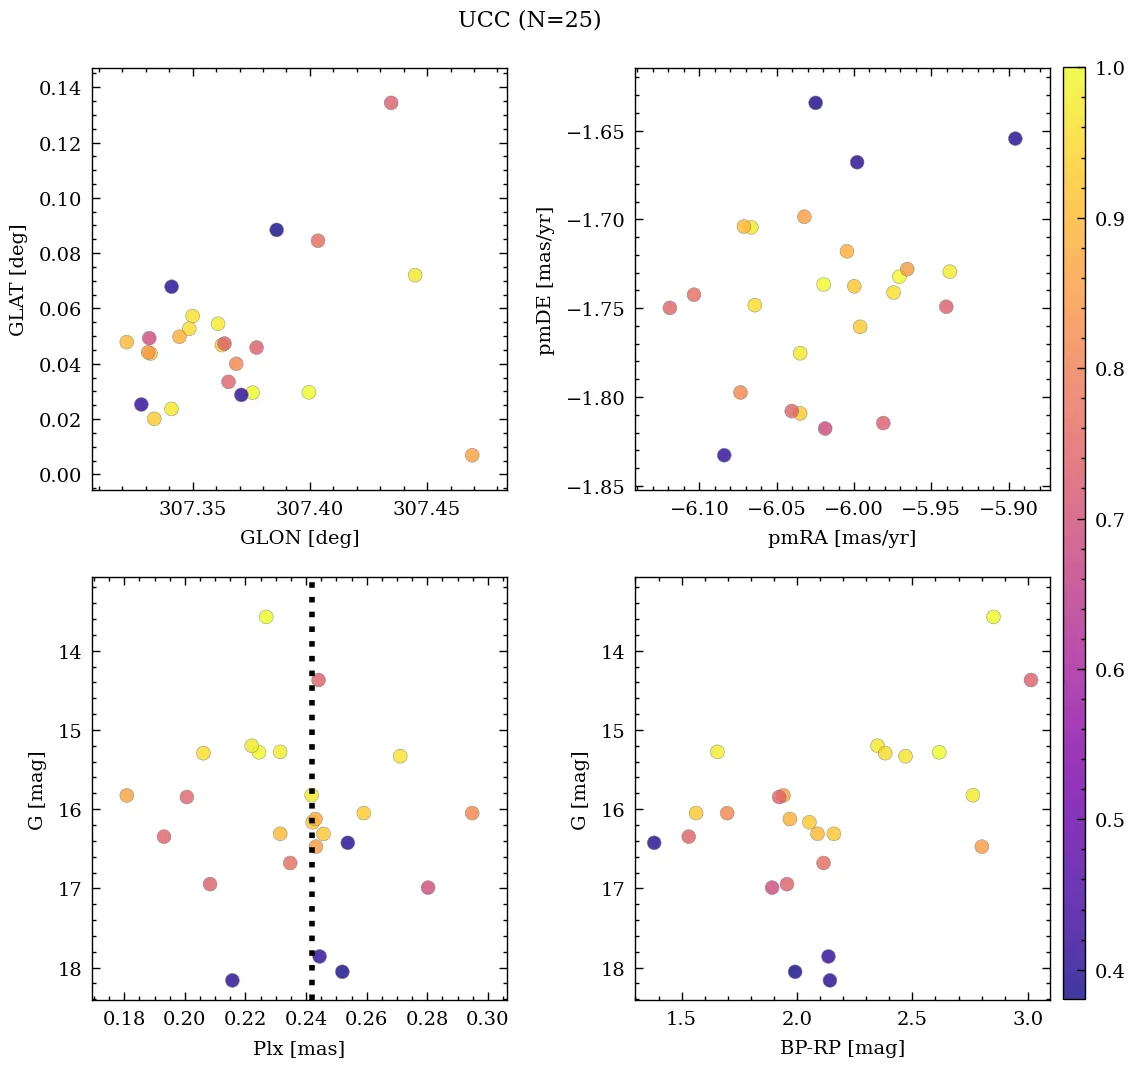 UCC (N=25)
GLAT [deg]
0.14
0.12
0.10
0.08
0.06
0.04
0.02
0.00
307.35 307.40 307.45
GLON [deg]
pmDE [mas/yr]
−1.65
−1.70
−1.75
−1.80
−1.85
−6.10 −6.05 −6.00 −5.95 −5.90
pmRA [mas/yr]
G [mag]
14
15
16
17
18
0.18 0.20 0.22 0.24 0.26 0.28 0.30
Plx [mas]
G [mag]
14
15
16
17
18
1.5 2.0 2.5 3.0
BP-RP [mag]
1.0
0.9
0.8
0.7
0.6
0.5
0.4